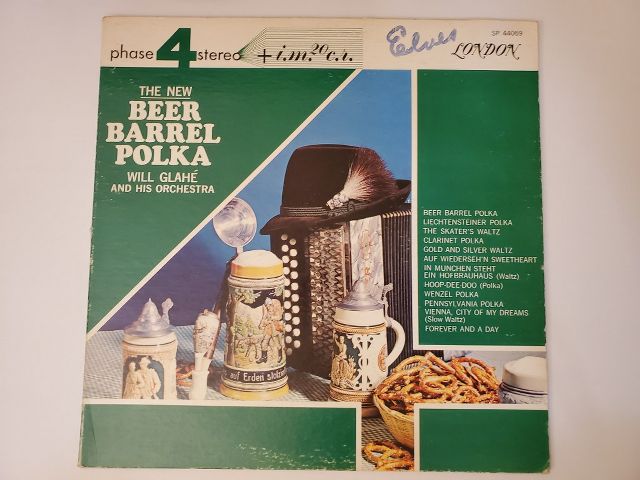 phase 4 stereo + i.m. 20 c.r.
Elves
SP 44069
LONDON
THE NEW
BEER
BARREL
POLKA
WILL GLAHÉ
AND HIS ORCHESTRA
BEER BARREL POLKA
LIECHTENSTEINER POLKA
THE SKATER'S WALTZ
CLARINET POLKA
GOLD AND SILVER WALTZ
AUF WIEDERSEH'N SWEETHEART
IN MUNCHEN STEHT
EIN HOFBRAUHAUS (Waltz)
HOOP-DEE-DOO (Polka)
WENZEL POLKA
PENNSYLVANIA POLKA
VIENNA, CITY OF MY DREAMS
(Slow Waltz)
FOREVER AND A DAY
auf Erden